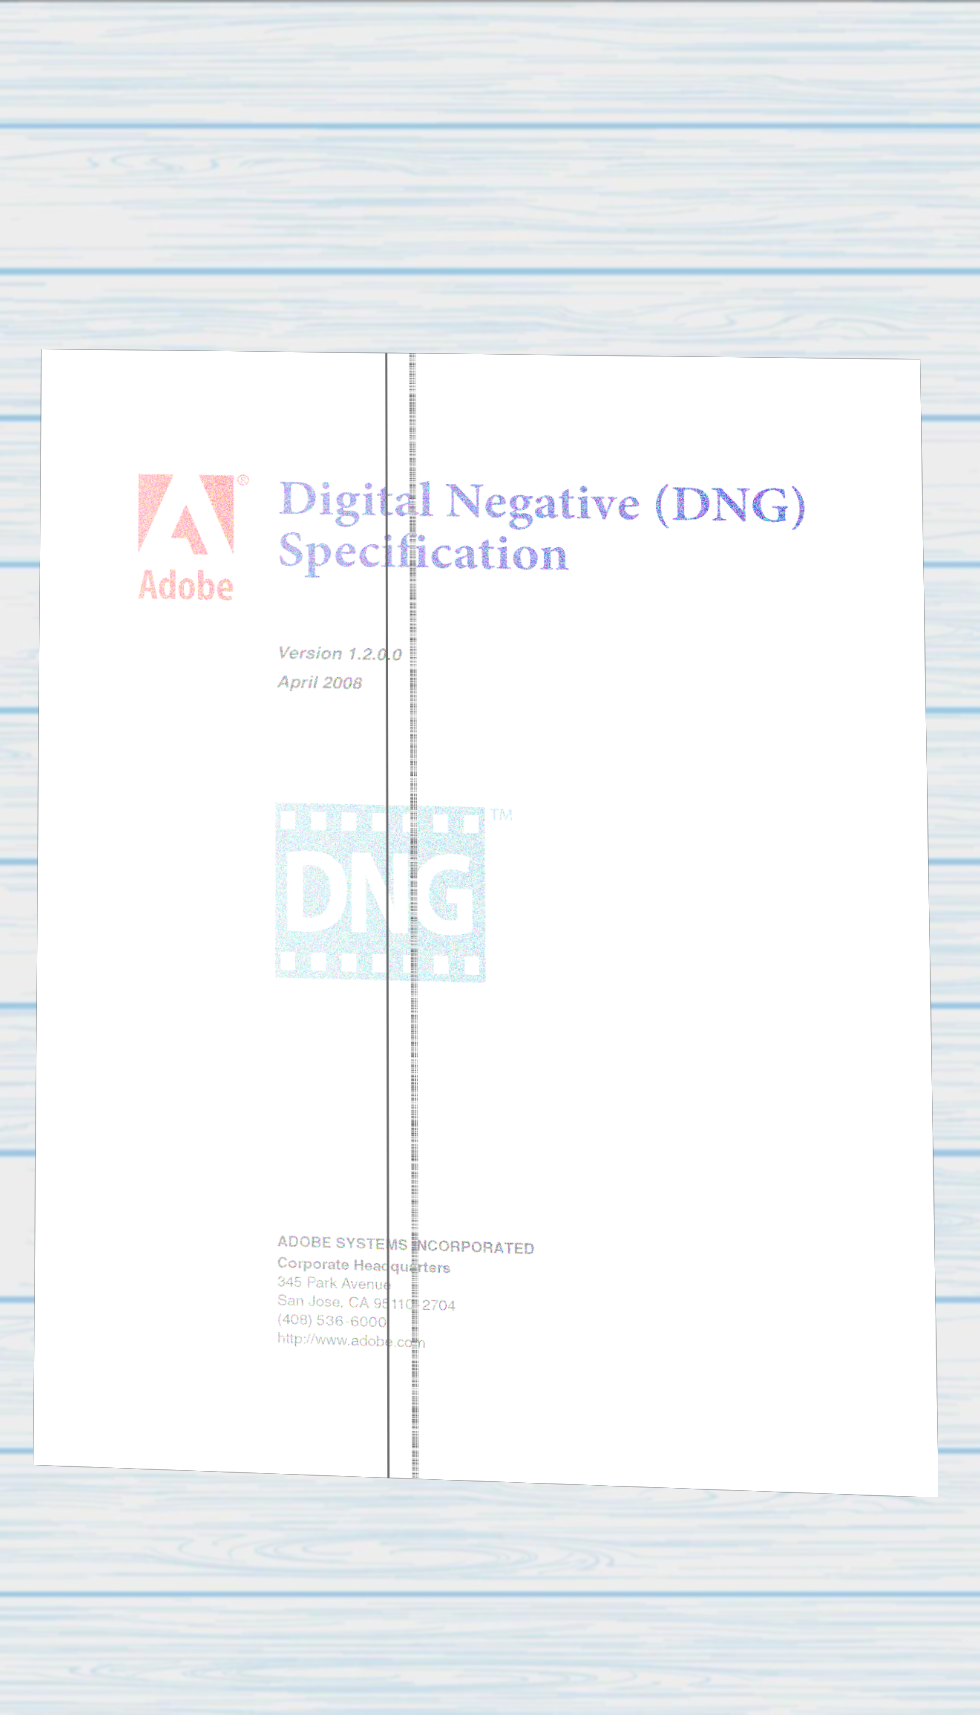 Adobe®
Digital Negative (DNG)
Specification
Version 1.2.0.0
April 2008
DNG™
ADOBE SYSTEMS INCORPORATED
Corporate Headquarters
345 Park Avenue
San Jose, CA 95110-2704
(408) 536-6000
http://www.adobe.com